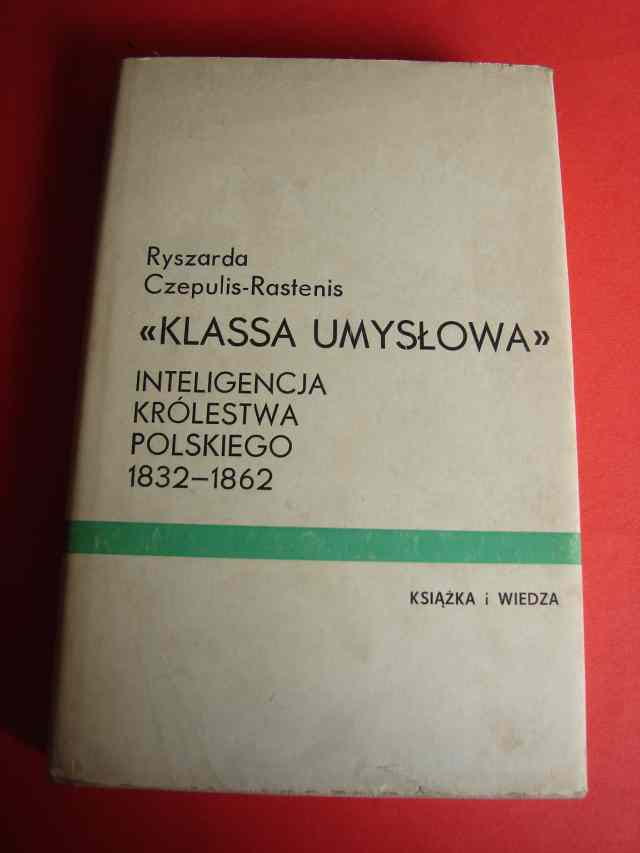 Ryszarda
Czepulis-Rastenis
«KLASSA UMYSŁOWA»
INTELIGENCJA
KRÓLESTWA
POLSKIEGO
1832–1862
KSIĄŻKA i WIEDZA